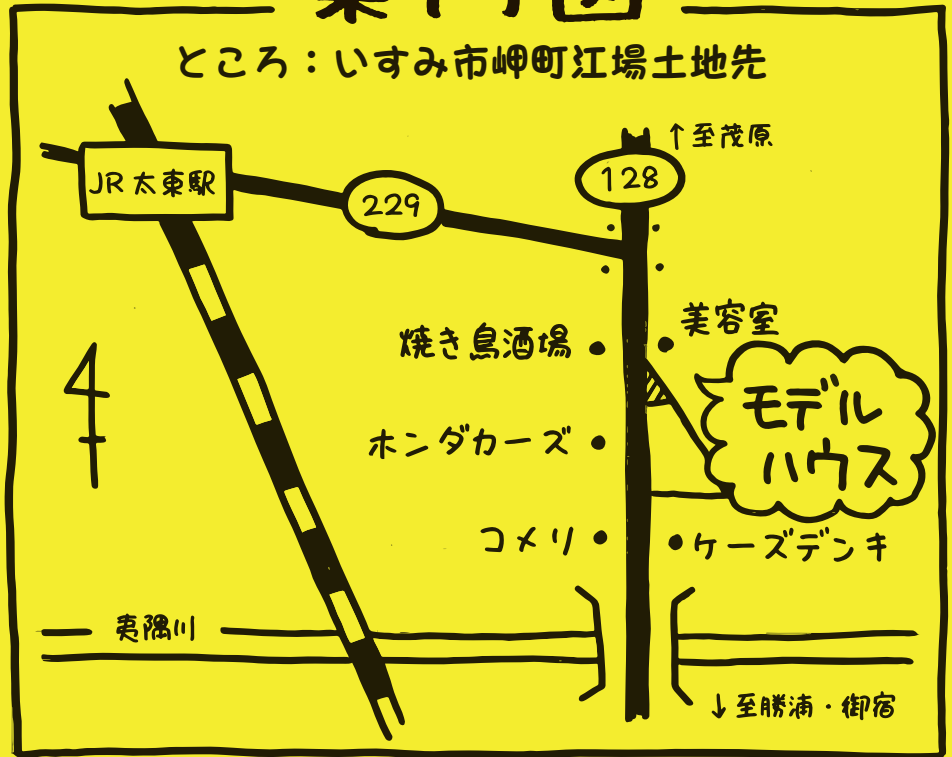 案内図
ところ：いすみ市岬町江場土地先
↑至茂原
128
JR太東駅
229
美容室
焼き鳥酒場
モデル
ハウス
ホンダカーズ
コメリ
ケーズデンキ
夷隅川
↓至勝浦・御宿